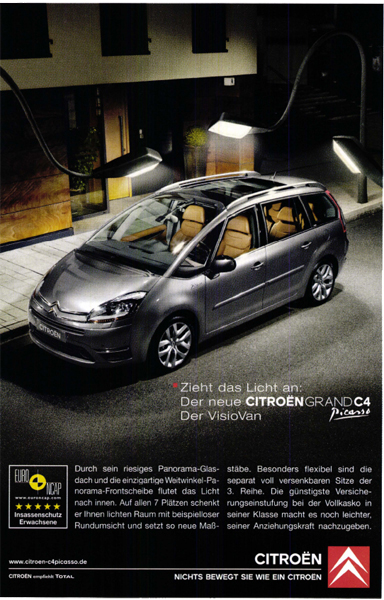 CITROËN
*Zieht das Licht an:
Der neue CITROËN GRAND C4
Picasso
Der VisioVan
EURO
NCAP
www.euroncap.com
★★★★★
Insassenschutz
Erwachsene
Durch sein riesiges Panorama-Glas-
dach und die einzigartige Weitwinkel-Pa-
norama-Frontscheibe flutet das Licht
nach innen. Auf allen 7 Plätzen schenkt
er Ihnen lichten Raum mit beispielloser
Rundumsicht und setzt so neue Maß-
stäbe. Besonders flexibel sind die
separat voll versenkbaren Sitze der
3. Reihe. Die günstigste Versiche-
rungseinstufung bei der Vollkasko in
seiner Klasse macht es noch leichter,
seiner Anziehungskraft nachzugeben.
www.citroen-c4picasso.de
CITROËN empfiehlt TOTAL
CITROËN
NICHTS BEWEGT SIE WIE EIN CITROËN